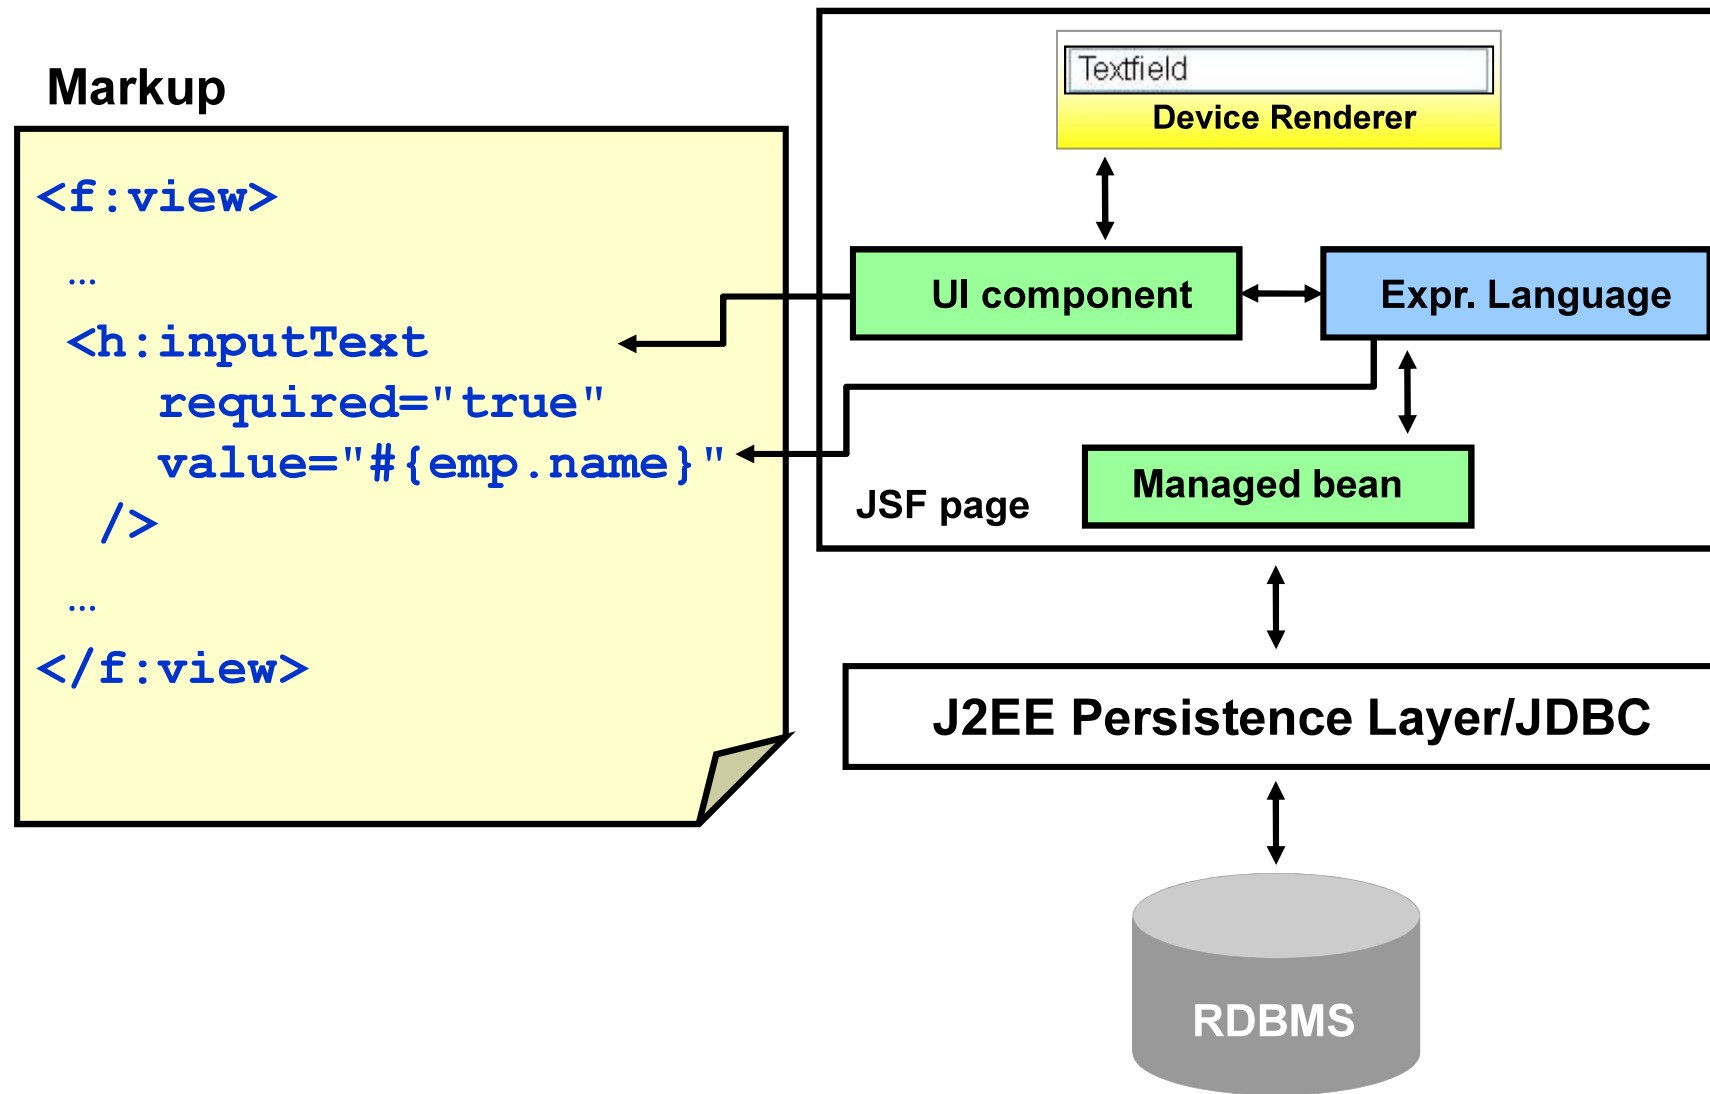 Markup
<f:view>
…
<h:inputText
required="true"
value="#{emp.name}"
/>
…
</f:view>
Textfield
Device Renderer
UI component
Expr. Language
Managed bean
JSF page
J2EE Persistence Layer/JDBC
RDBMS